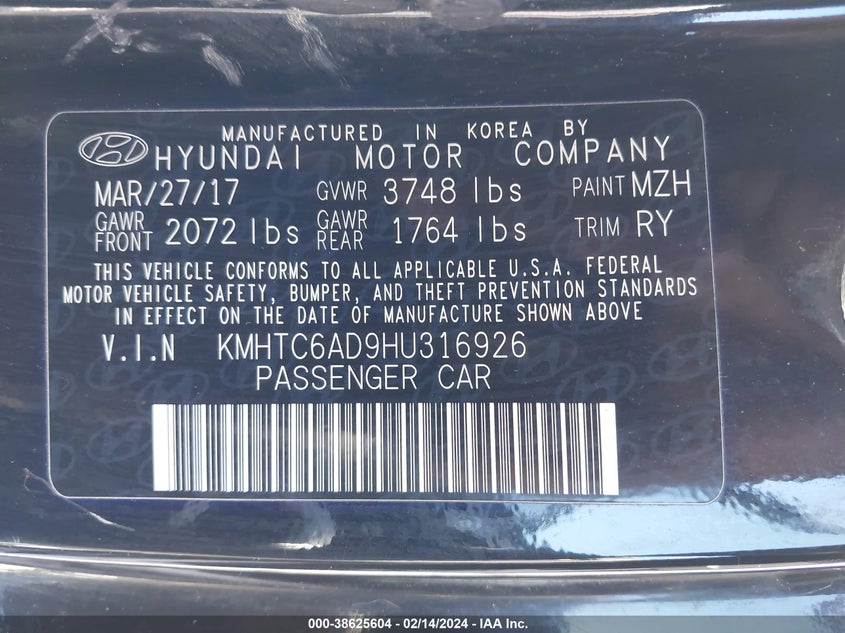 MANUFACTURED IN KOREA BY
HYUNDAI MOTOR COMPANY
MAR/27/17 GVWR 3748 lbs PAINT MZH
GAWR FRONT 2072 lbs GAWR REAR 1764 lbs TRIM RY
THIS VEHICLE CONFORMS TO ALL APPLICABLE U.S.A. FEDERAL
MOTOR VEHICLE SAFETY, BUMPER, AND THEFT PREVENTION STANDARDS
IN EFFECT ON THE DATE OF MANUFACTURE SHOWN ABOVE
V.I.N KMHTC6AD9HU316926
PASSENGER CAR
000-38625604 - 02/14/2024 - IAA Inc.